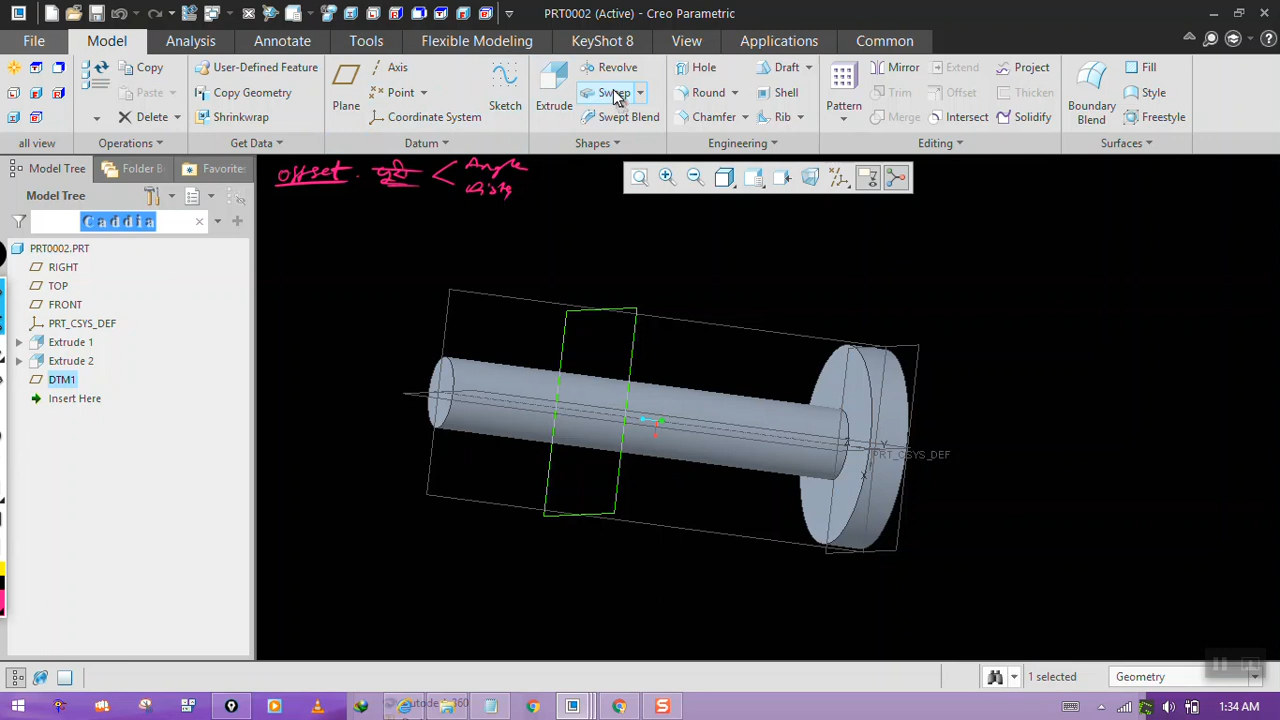 PRT0002 (Active) - Creo Parametric
File Model Analysis Annotate Tools Flexible Modeling KeyShot 8 View Applications Common
Copy User-Defined Feature Axis Revolve Hole Draft Mirror Extend Project Fill
Paste Copy Geometry Point Sweep Round Shell Trim Offset Thicken Style
Delete Shrinkwrap Plane Coordinate System Sketch Extrude Swept Blend Chamfer Rib Pattern Merge Intersect Solidify Boundary Blend Freestyle
all view Operations Get Data Datum Shapes Engineering Editing Surfaces
Model Tree Folder B Favorites
offset. Angle
Model Tree
Caddia
PRT0002.PRT
RIGHT
TOP
FRONT
PRT_CSYS_DEF
Extrude 1
Extrude 2
DTM1
Insert Here
Z Y
PRT_CSYS_DEF
X
1 selected Geometry
1:34 AM